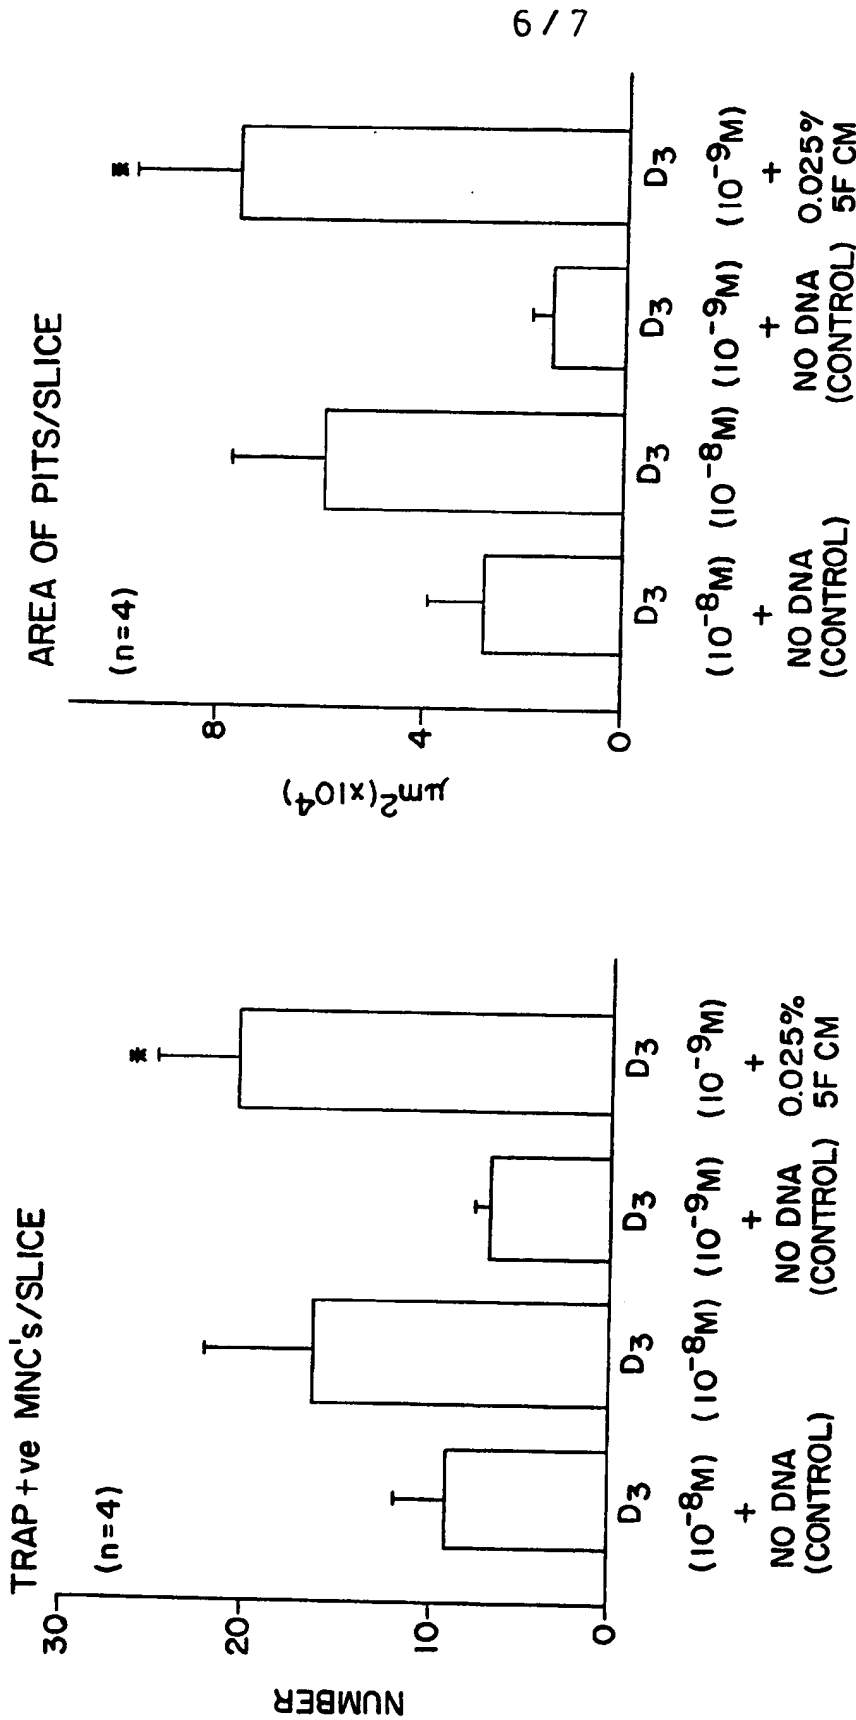 6/7
TRAP +ve MNC's/SLICE
(n=4)
NUMBER
30
20
10
0
D3 D3 D3 D3
(10⁻⁸M) (10⁻⁸M) (10⁻⁹M) (10⁻⁹M)
+ + +
NO DNA NO DNA 0.025%
(CONTROL) (CONTROL) 5F CM
*
AREA OF PITS/SLICE
(n=4)
μm²(x10⁴)
8
4
0
D3 D3 D3 D3
(10⁻⁸M) (10⁻⁸M) (10⁻⁹M) (10⁻⁹M)
+ + +
NO DNA NO DNA 0.025%
(CONTROL) (CONTROL) 5F CM
*